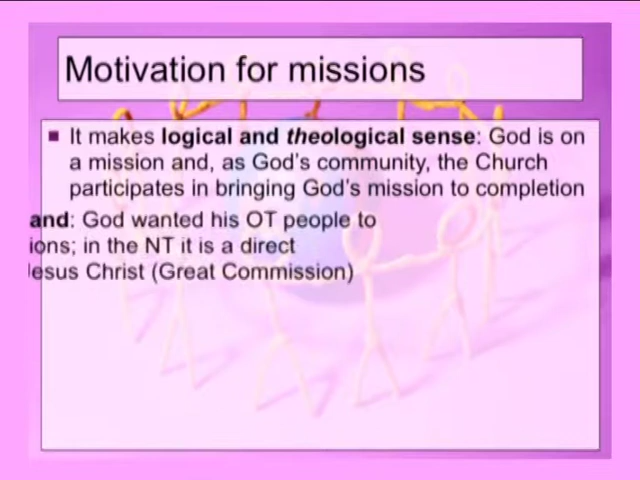 Motivation for missions
It makes logical and theological sense: God is on
a mission and, as God's community, the Church
participates in bringing God's mission to completion
and: God wanted his OT people to
ions; in the NT it is a direct
Jesus Christ (Great Commission)